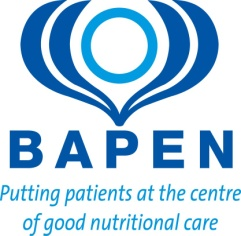 BAPEN
Putting patients at the centre
of good nutritional care